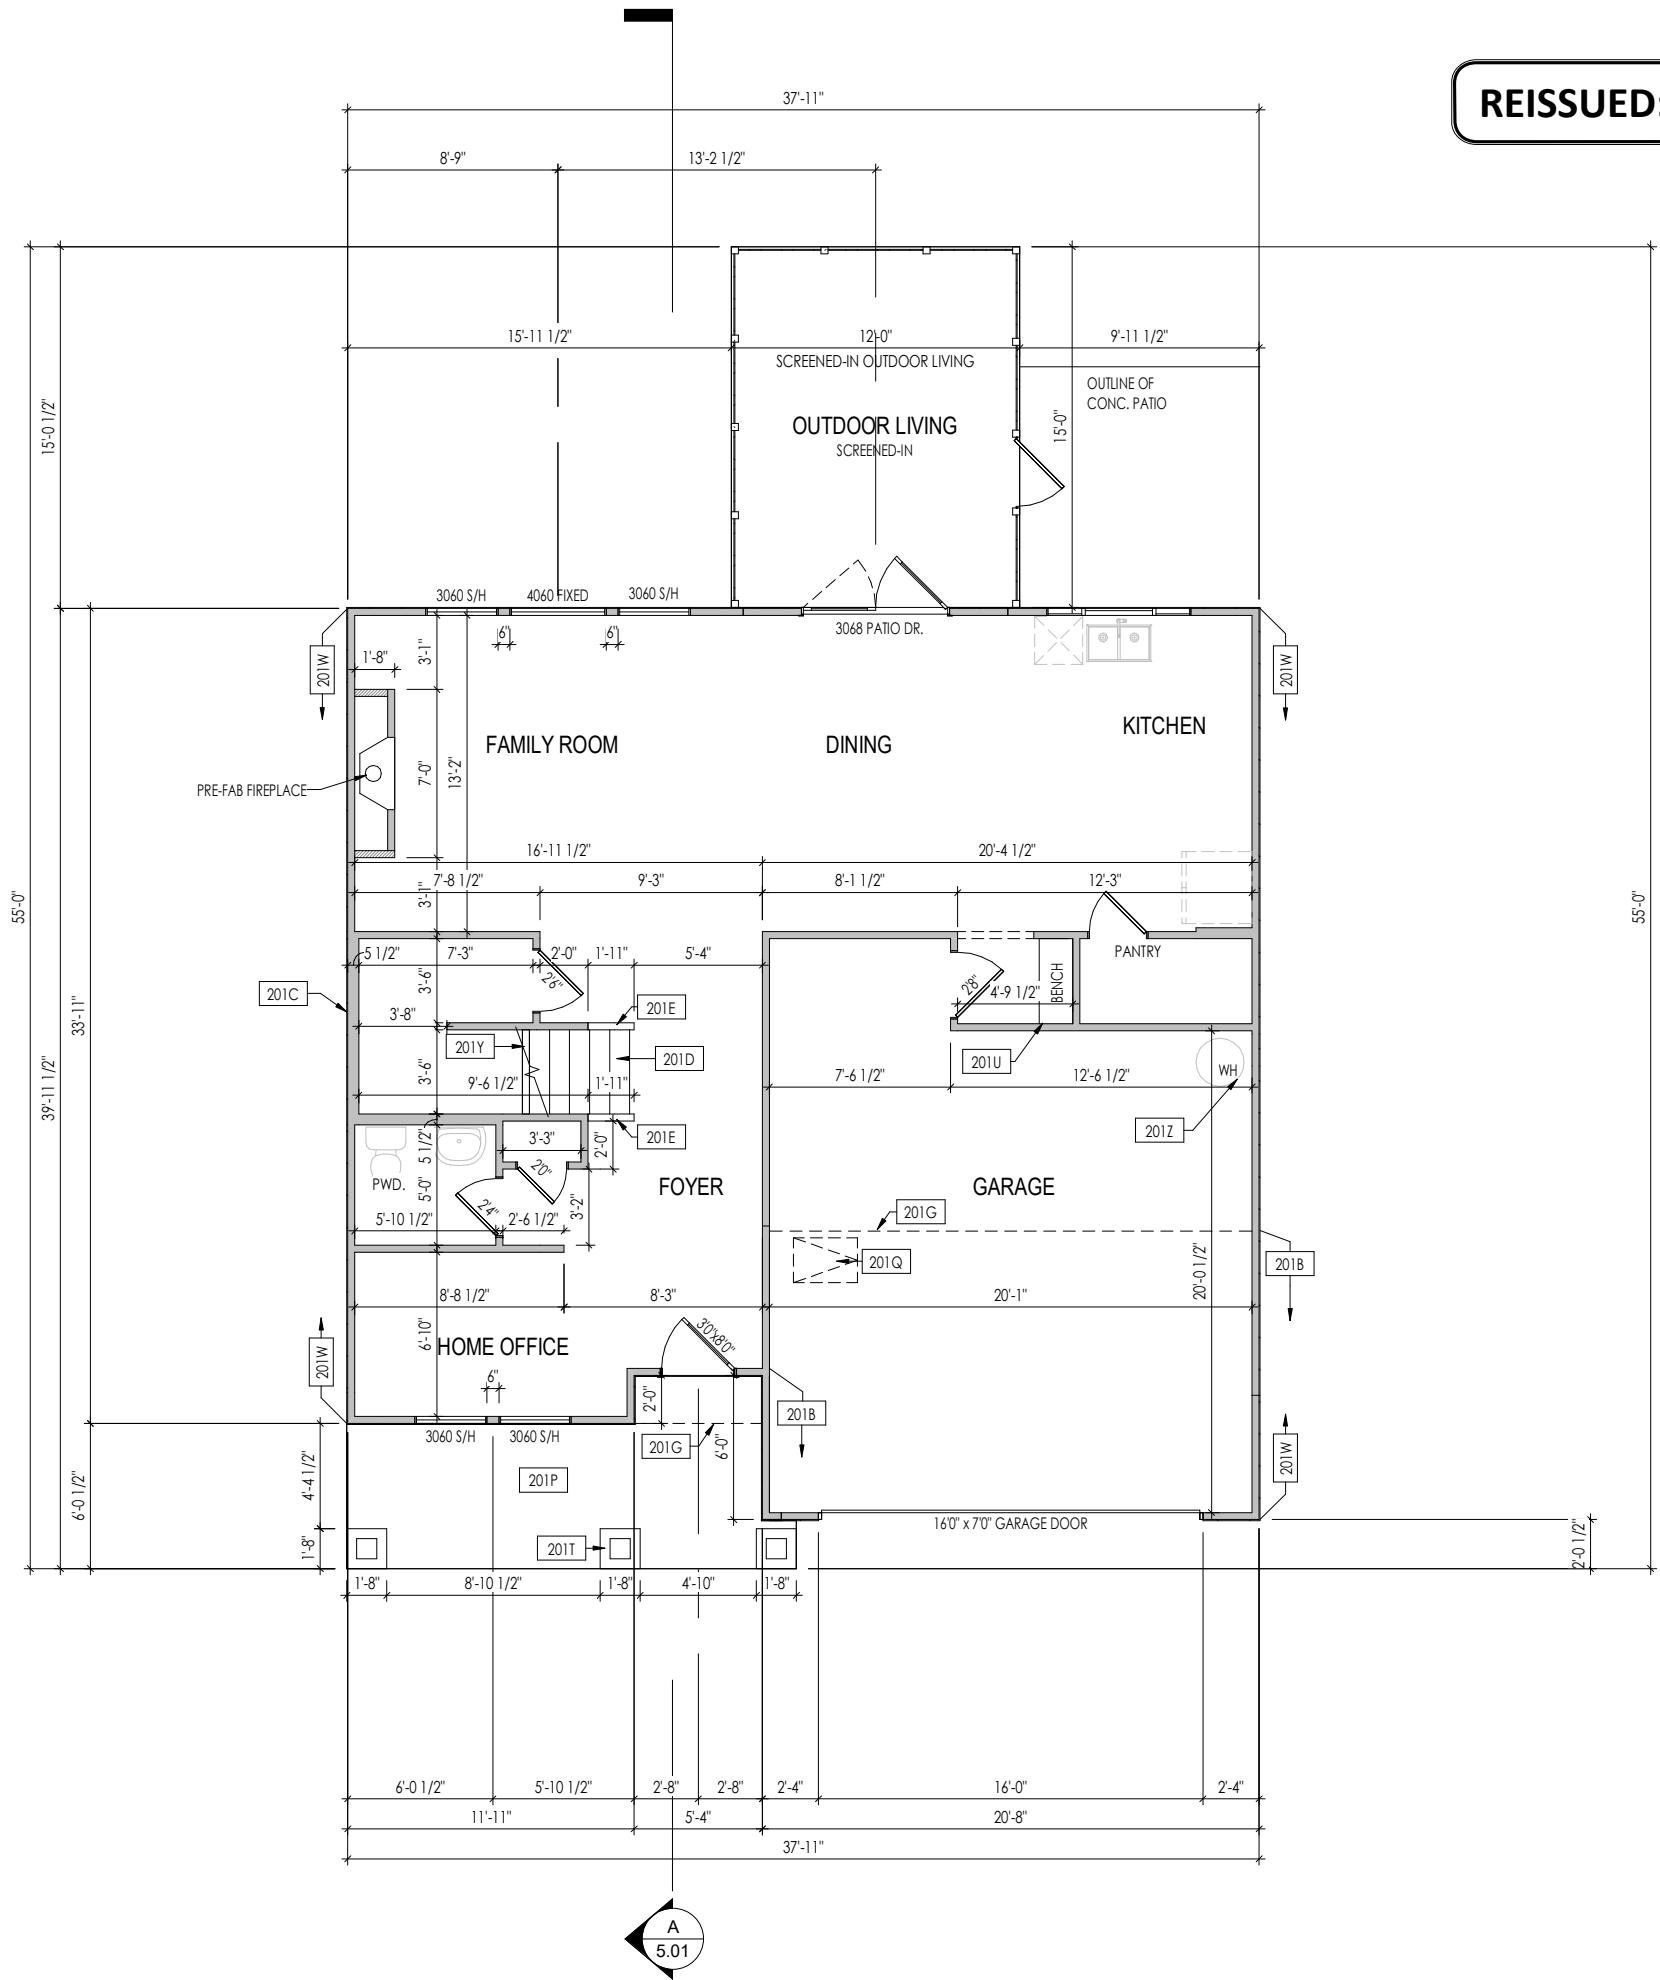 REISSUED:
37'-11"
8'-9"
13'-2 1/2"
15'-11 1/2"
12'-0"
9'-11 1/2"
SCREENED-IN OUTDOOR LIVING
OUTLINE OF
CONC. PATIO
OUTDOOR LIVING
SCREENED-IN
15'-0"
15'-0 1/2"
3060 S/H
4060 FIXED
3060 S/H
3068 PATIO DR.
6"
6"
3'-1"
1'-8"
201W
201W
FAMILY ROOM
DINING
KITCHEN
PRE-FAB FIREPLACE
7'-0"
13'-2"
16'-11 1/2"
20'-4 1/2"
7'-8 1/2"
9'-3"
8'-1 1/2"
12'-3"
3'-1"
55'-0"
55'-0"
5 1/2"
7'-3"
2'-0"
1'-11"
5'-4"
PANTRY
BENCH
2'6"
2'8"
3'-6"
4'-9 1/2"
201C
201E
3'-8"
33'-11"
201Y
201D
201U
WH
3'-6"
9'-6 1/2"
1'-11"
7'-6 1/2"
12'-6 1/2"
39'-11 1/2"
201E
201Z
3'-3"
5 1/2"
2'-0"
2'0"
PWD.
5'-0"
FOYER
GARAGE
2'4"
3'-2"
5'-10 1/2"
2'-6 1/2"
201G
201Q
201B
20'-0 1/2"
8'-8 1/2"
8'-3"
20'-1"
6'-10"
HOME OFFICE
3'0"x8'0"
201W
6"
2'-0"
201B
3060 S/H
3060 S/H
201G
6'-0"
201W
201P
4'-4 1/2"
6'-0 1/2"
16'0" x 7'0" GARAGE DOOR
201T
1'-8"
2'-0 1/2"
1'-8"
8'-10 1/2"
1'-8"
4'-10"
1'-8"
6'-0 1/2"
5'-10 1/2"
2'-8"
2'-8"
2'-4"
16'-0"
2'-4"
11'-11"
5'-4"
20'-8"
37'-11"
A
5.01